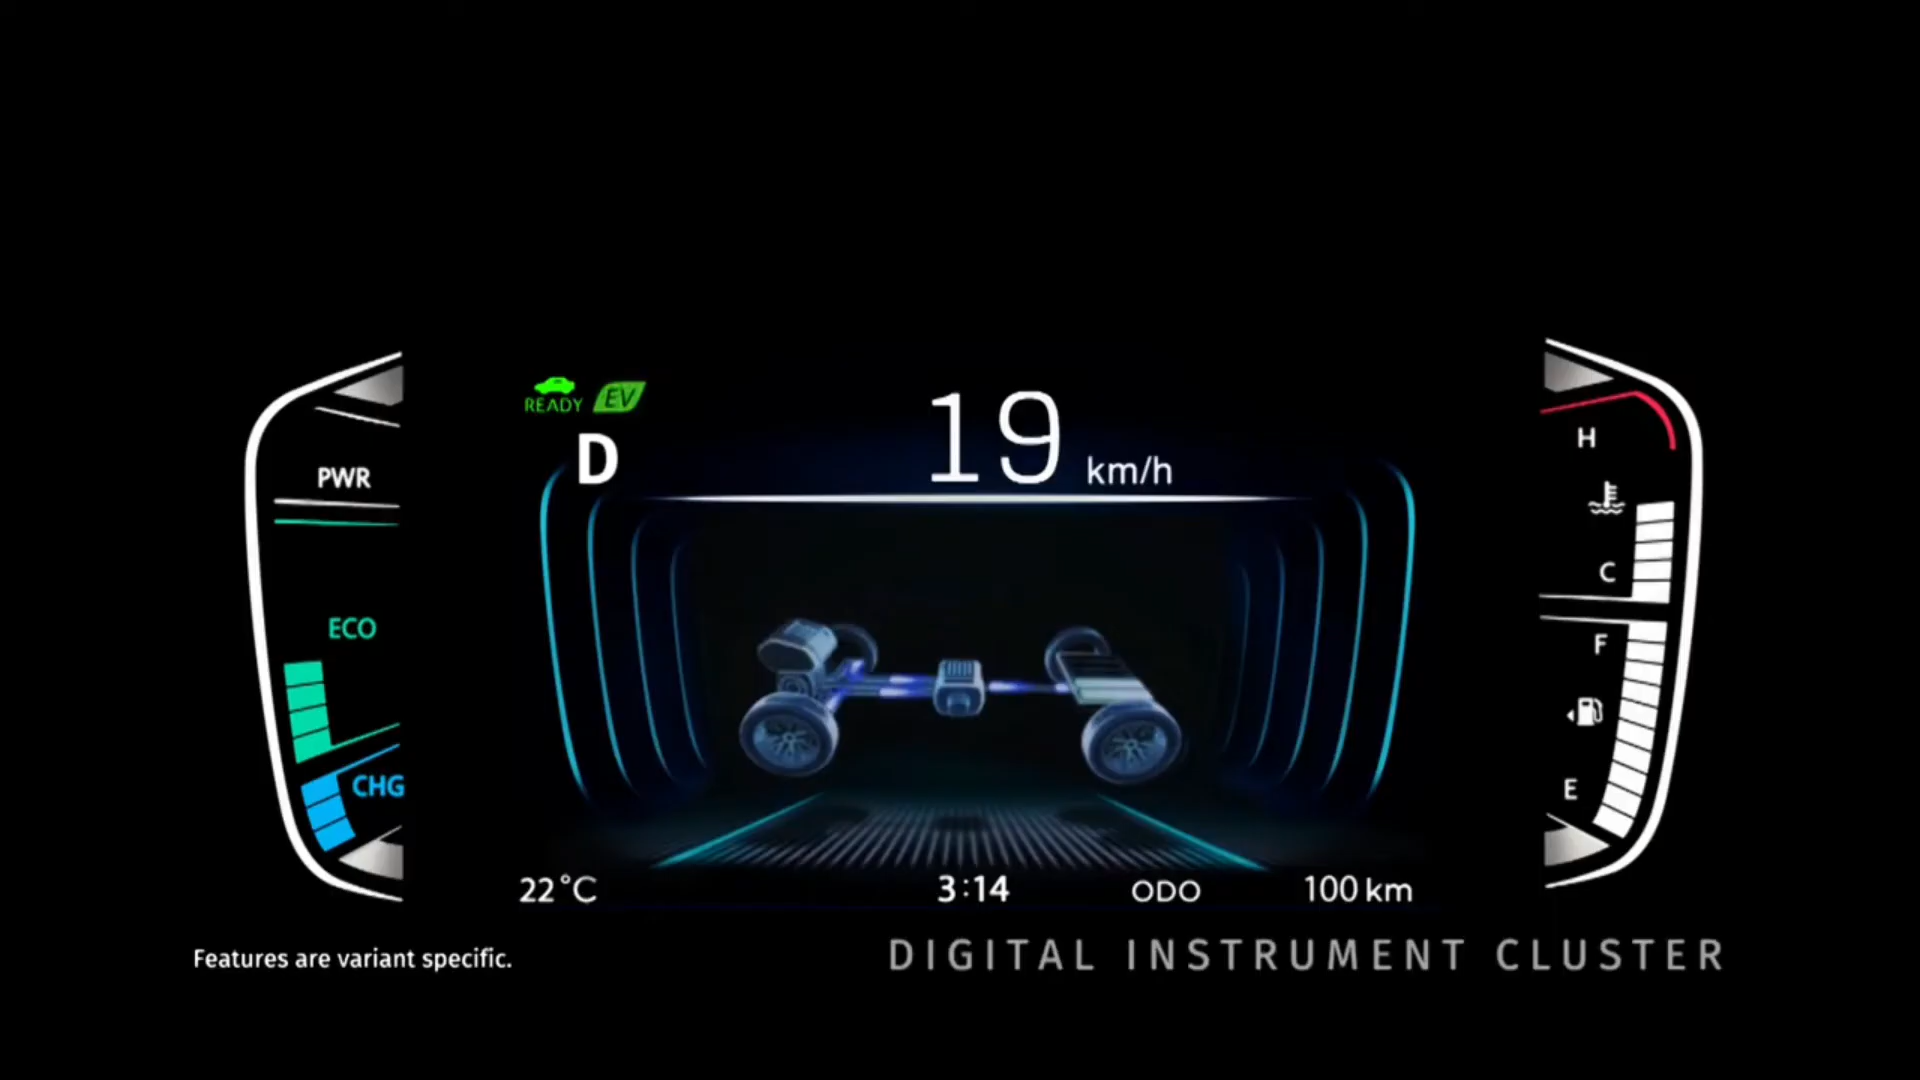 READY EV
D
19 km/h
PWR
ECO
CHG
H
C
F
E
22°C
3:14
ODO
100 km
Features are variant specific.
DIGITAL INSTRUMENT CLUSTER